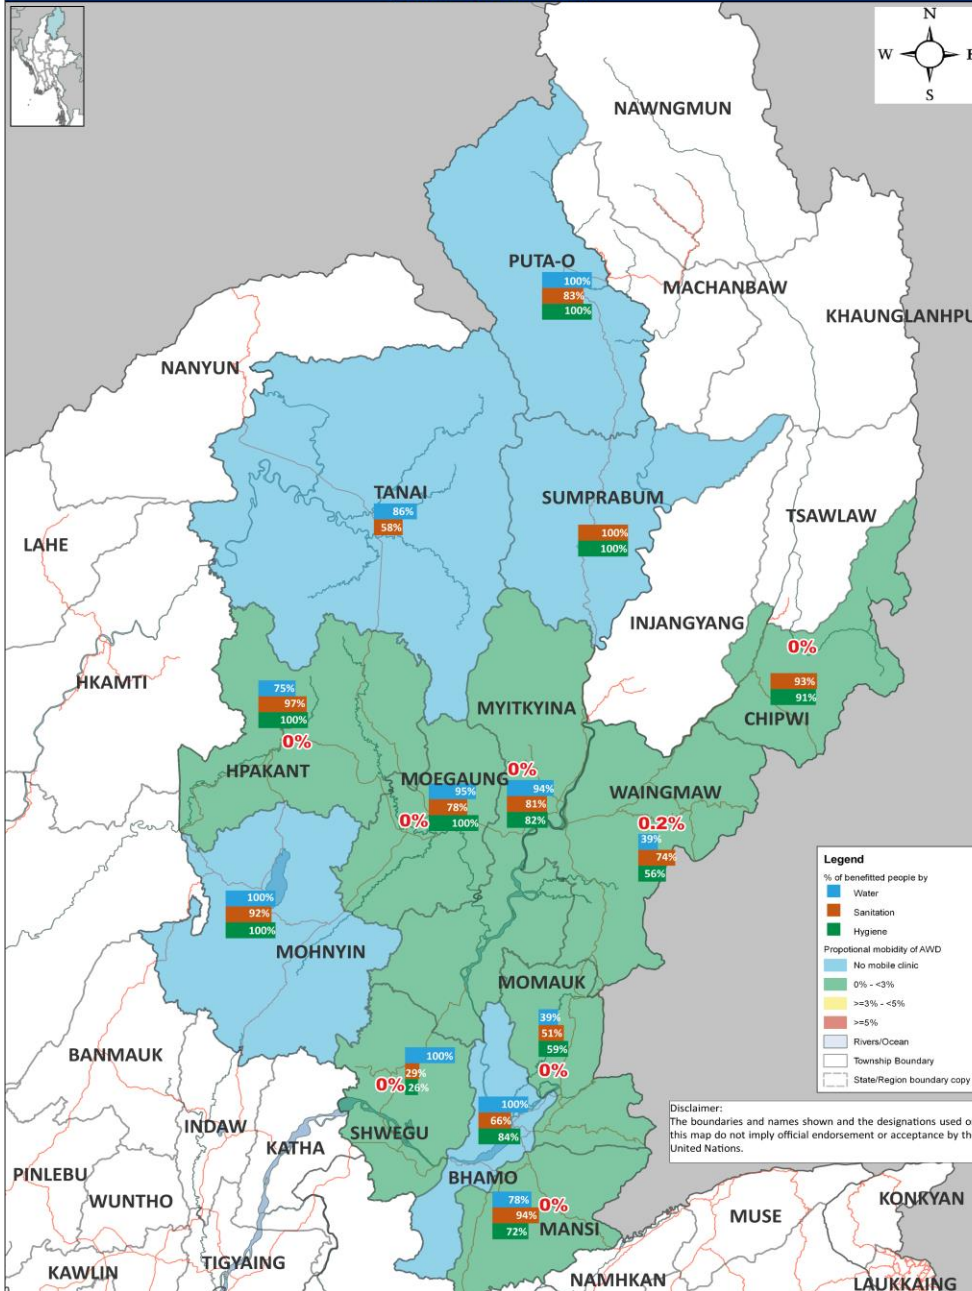 N
W
E
S
NAWNGMUN
PUTA-O
100%
83%
100%
MACHANBAW
KHAUNGLANHPU
NANYUN
TANAI
86%
58%
SUMPRABUM
100%
100%
TSAWLAW
LAHE
INJANGYANG
0%
93%
91%
CHIPWI
HKAMTI
75%
97%
100%
0%
HPAKANT
MYITKYINA
0%
94%
81%
82%
MOEGAUNG
95%
78%
100%
0%
WAINGMAW
0.2%
39%
74%
56%
100%
92%
100%
MOHNYIN
MOMAUK
39%
51%
59%
0%
BANMAUK
100%
29%
26%
0%
SHWEGU
100%
66%
84%
BHAMO
INDAW
KATHA
PINLEBU
WUNTHO
78%
94%
72%
0%
MANSI
TIGYAING
KAWLIN
NAMHKAN
MUSE
KONKYAN
LAUKKAING
Legend
% of benefitted people by
Water
Sanitation
Hygiene
Propotional mobidity of AWD
No mobile clinic
0% - <3%
>=3% - <5%
>=5%
Rivers/Ocean
Township Boundary
State/Region boundary copy
Disclaimer:
The boundaries and names shown and the designations used o
this map do not imply official endorsement or acceptance by th
United Nations.